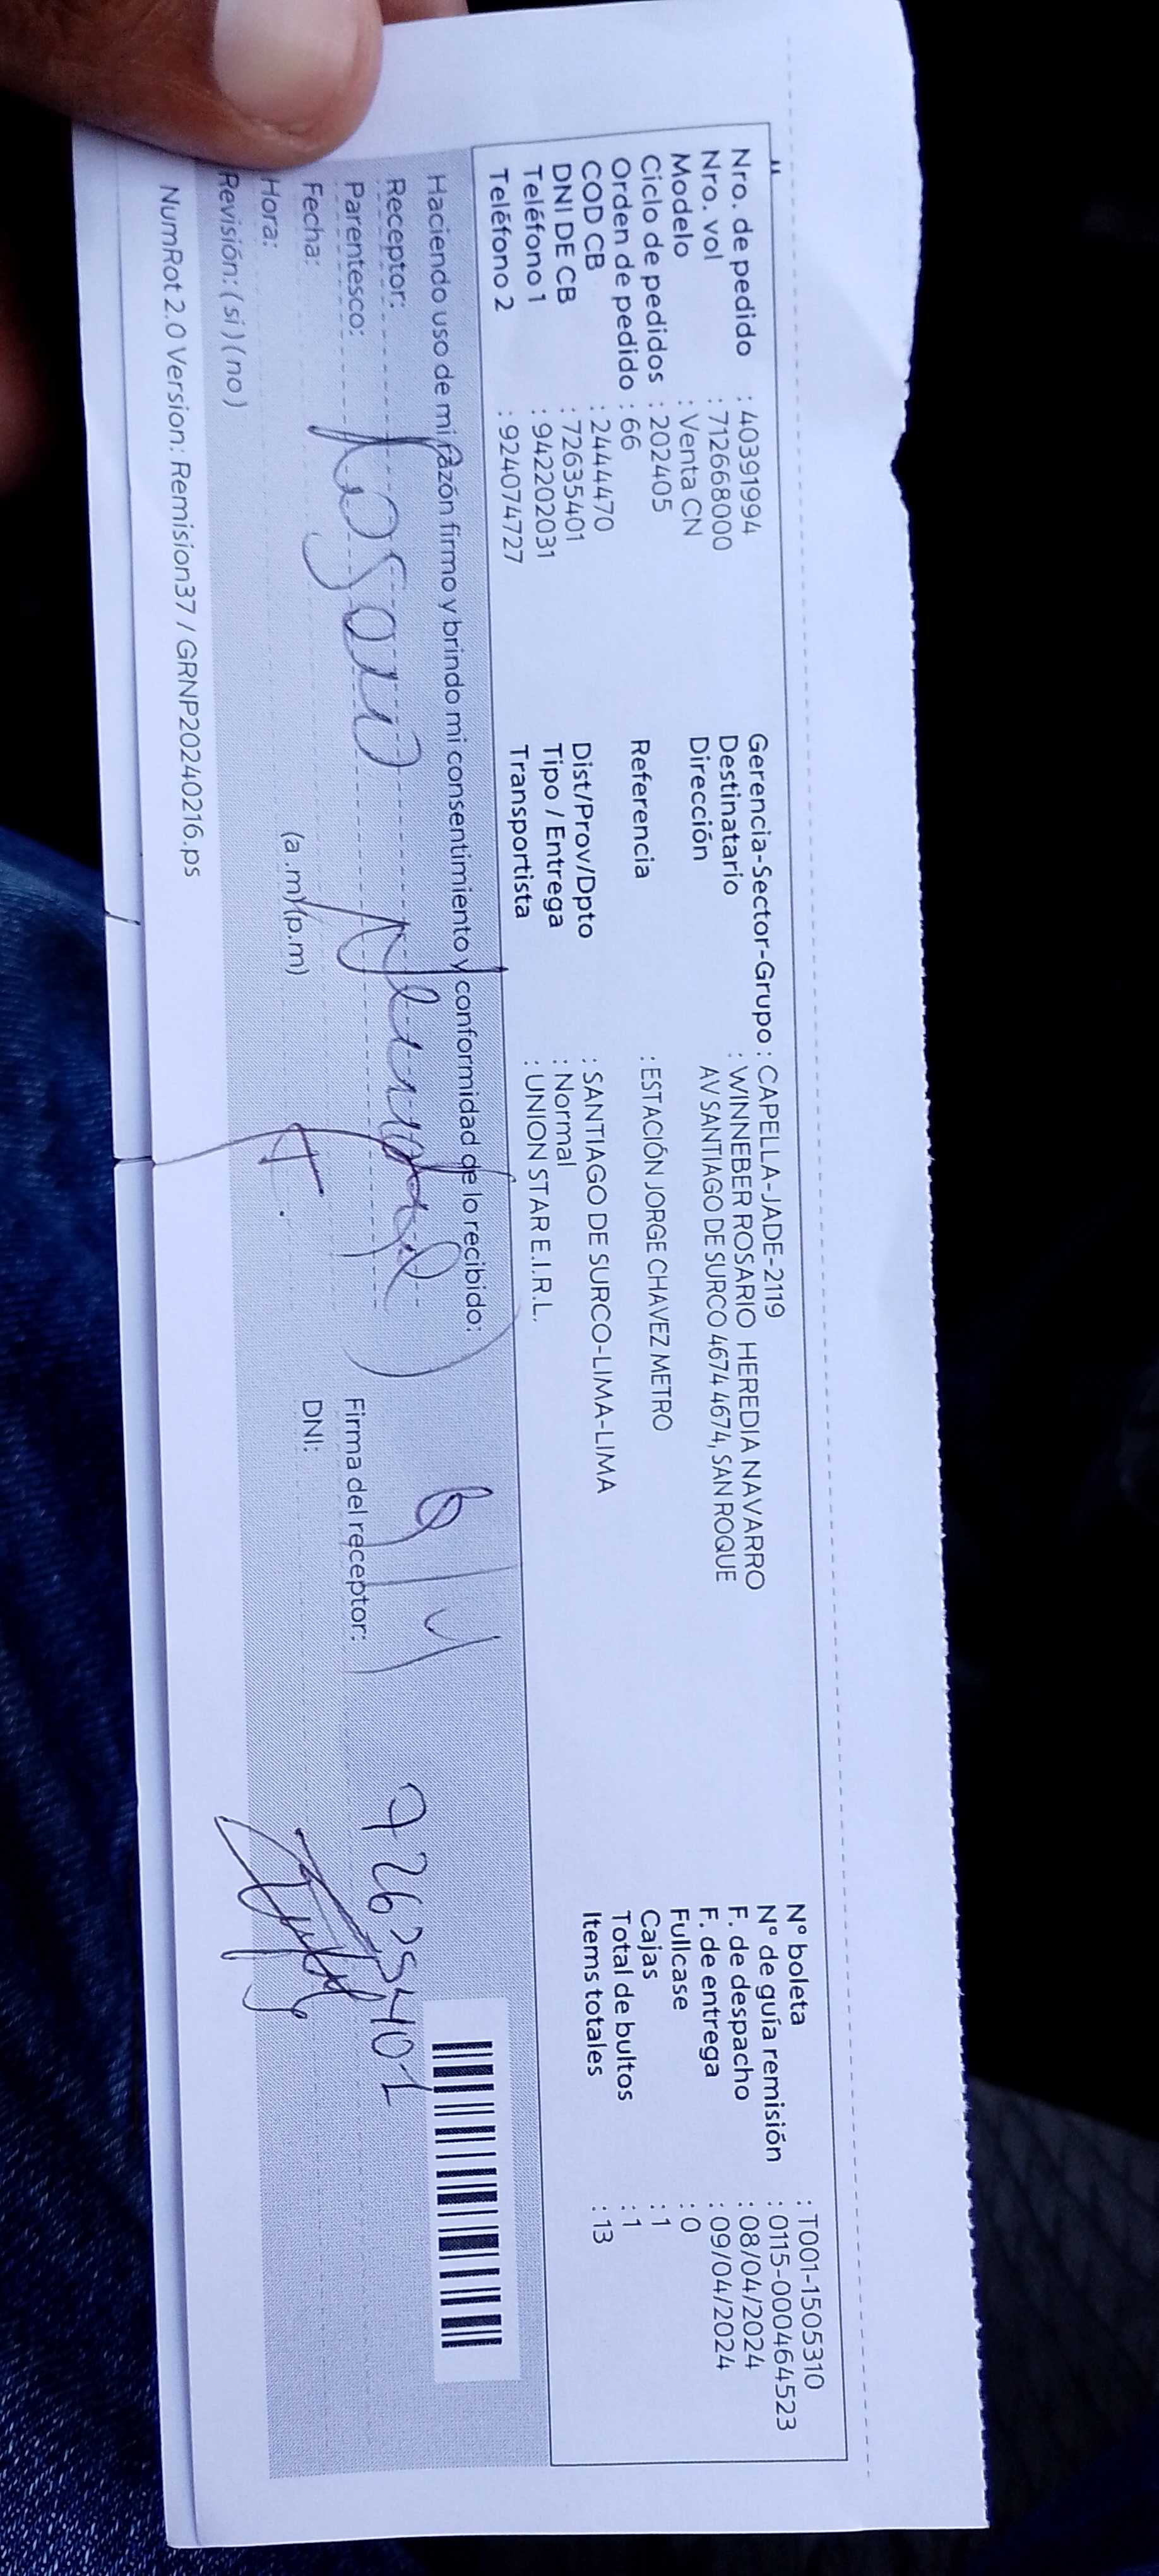 Nro. de pedido : 40391994
Nro. vol : 712668000
Modelo : Venta CN
Ciclo de pedidos : 202405
Orden de pedido : 66
COD CB : 2444470
DNI DE CB : 72635401
Teléfono 1 : 942202031
Teléfono 2 : 924074727
Gerencia-Sector-Grupo : CAPELLA-JADE-2119
Destinatario : WINNEBER ROSARIO HEREDIA NAVARRO
Dirección AV SANTIAGO DE SURCO 4674 4674, SAN ROQUE
Referencia : ESTACIÓN JORGE CHAVEZ METRO
Dist/Prov/Dpto : SANTIAGO DE SURCO-LIMA-LIMA
Tipo / Entrega : Normal
Transportista : UNION STAR E.I.R.L.
N° boleta : T001-1505310
N° de guía remisión : 0115-000464523
F. de despacho : 08/04/2024
F. de entrega : 09/04/2024
Fullcase : 0
Cajas : 1
Total de bultos : 1
Items totales : 13
Haciendo uso de mi razón firmo y brindo mi consentimiento y conformidad de lo recibido:
Receptor:
Parentesco: Rosario
Fecha:
Hora: (a.m) (p.m)
Revisión: (si) (no)
Firma del receptor:
DNI: 72635401
NumRot 2.0 Version: Remision37 / GRNP20240216.ps